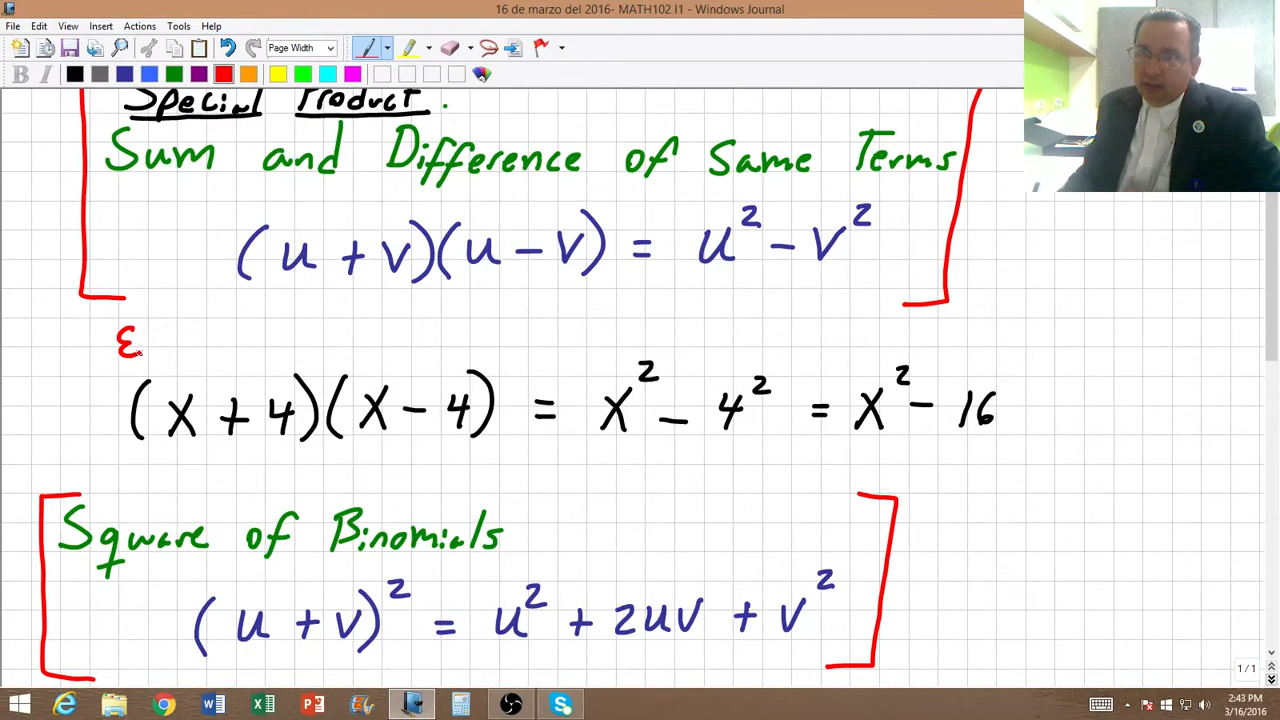 16 de marzo del 2016- MATH102 I1 - Windows Journal
File Edit View Insert Actions Tools Help
Page Width
B I
Special Product.
Sum and Difference of Same Terms
(u + v)(u - v) = u² - v²
E
(x + 4)(x - 4) = x² - 4² = x² - 16
Square of Binomials
(u + v)² = u² + 2uv + v²
1 / 1
2:43 PM
3/16/2016